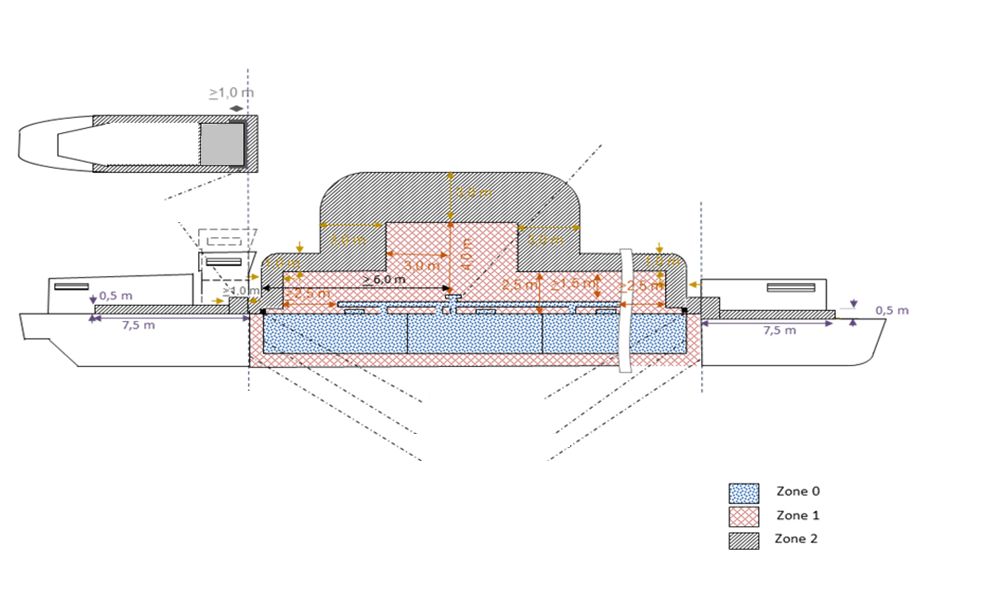 ≥1,0 m
3,0 m
3,0 m
3,0 m
4,0 m
3,0 m
1,0 m
1,0 m
≥6,0 m
2,5 m
≥1,5 m
≥2,5 m
≥2,5 m
≥1,0 m
0,5 m
7,5 m
0,5 m
7,5 m
Zone 0
Zone 1
Zone 2